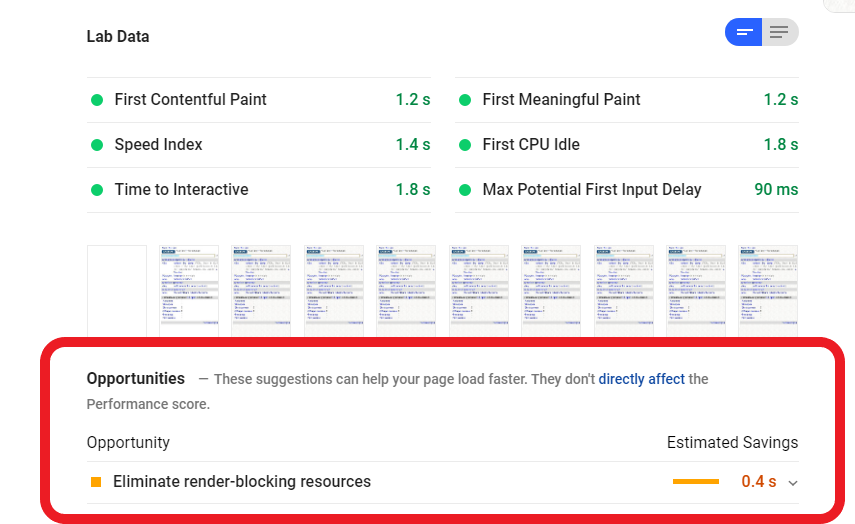 Lab Data
First Contentful Paint 1.2 s
First Meaningful Paint 1.2 s
Speed Index 1.4 s
First CPU Idle 1.8 s
Time to Interactive 1.8 s
Max Potential First Input Delay 90 ms
Opportunities — These suggestions can help your page load faster. They don't directly affect the
Performance score.
Opportunity Estimated Savings
Eliminate render-blocking resources 0.4 s